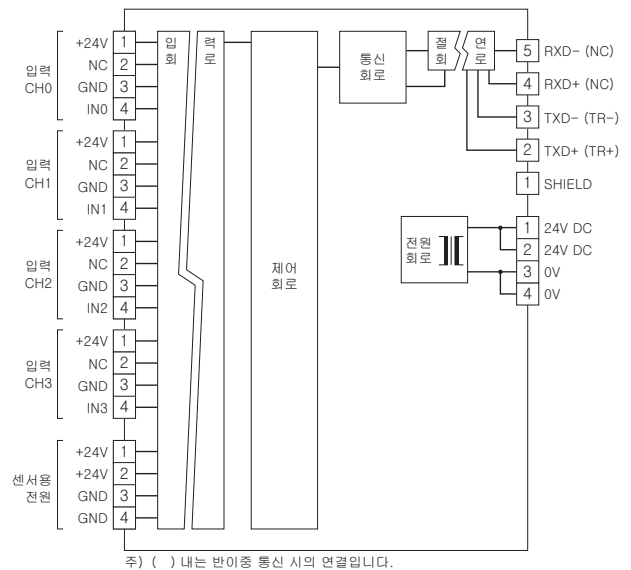 입력
CH0
+24V 1
NC 2
GND 3
IN0 4
입력
CH1
+24V 1
NC 2
GND 3
IN1 4
입력
CH2
+24V 1
NC 2
GND 3
IN2 4
입력
CH3
+24V 1
NC 2
GND 3
IN3 4
센서용
전원
+24V 1
+24V 2
GND 3
GND 4
입 력
회 로
제어
회로
통신
회로
절 연
회 로
5 RXD- (NC)
4 RXD+ (NC)
3 TXD- (TR-)
2 TXD+ (TR+)
1 SHIELD
전원
회로
1 24V DC
2 24V DC
3 0V
4 0V
주) ( ) 내는 반이중 통신 시의 연결입니다.